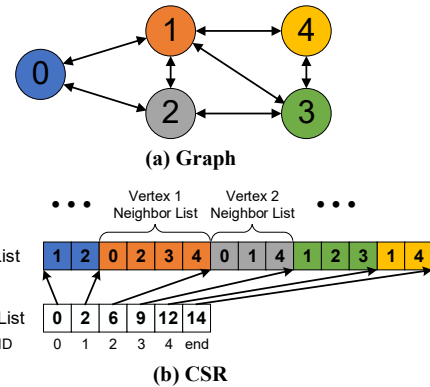 1 4
0
2 3
(a) Graph
• • • Vertex 1 Vertex 2 • • •
Neighbor List Neighbor List
List 1 2 0 2 3 4 0 1 4 1 2 3 1 4
List 0 2 6 9 12 14
ID 0 1 2 3 4 end
(b) CSR